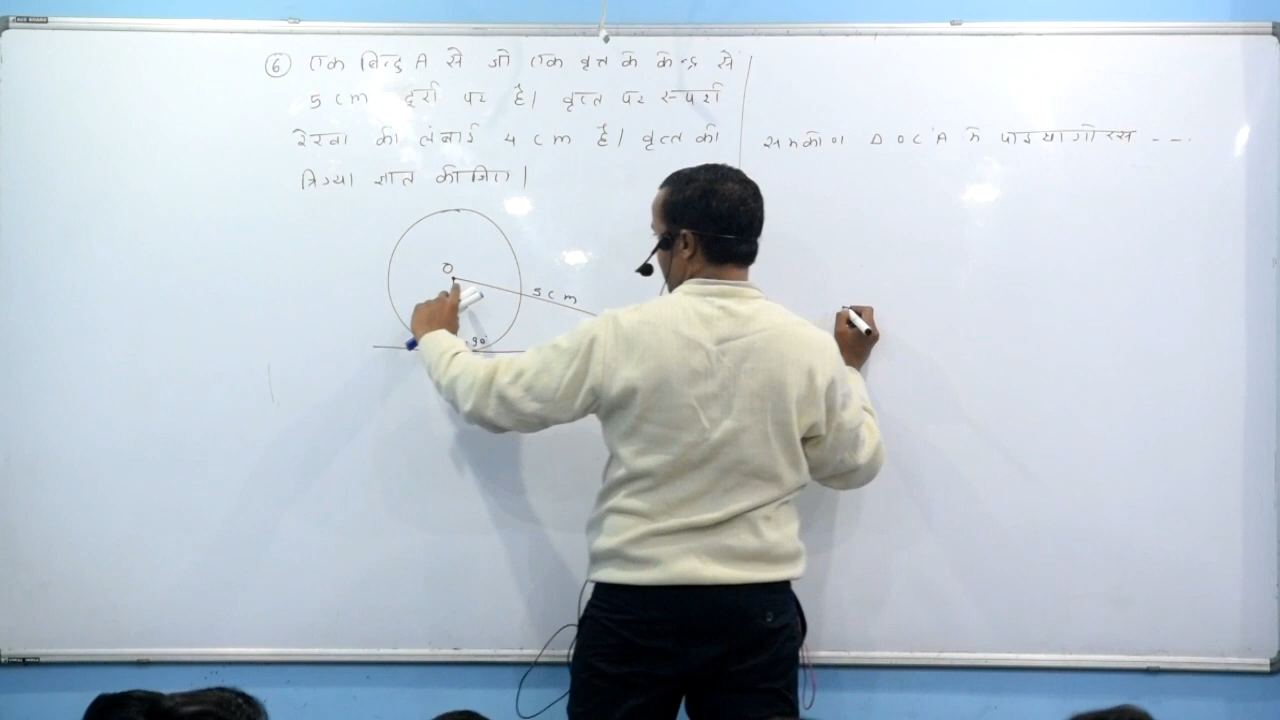 ⑥ एक बिन्दु A से जो एक वृत्त के केन्द्र से
5 cm दूरी पर है। वृत्त पर स्पर्श
रेखा की लंबाई 4 cm है। वृत्त की
त्रिज्या ज्ञात कीजिए।
समकोण Δ OCA में पाइथागोरस ---
O
5 cm
90°